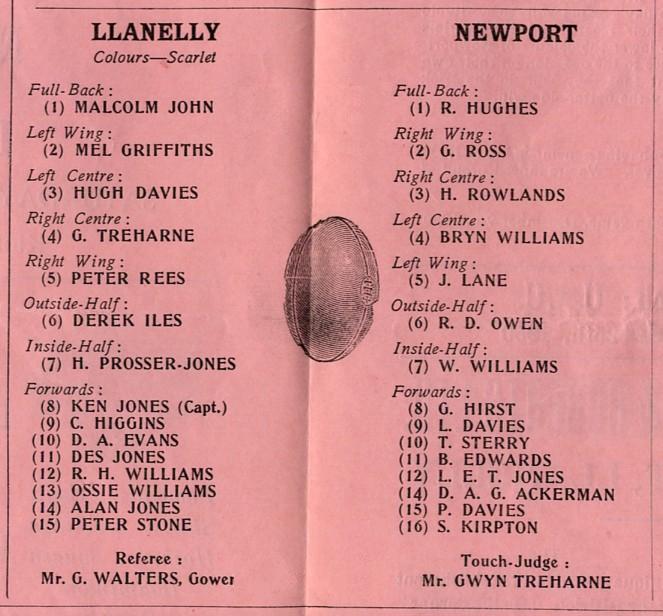 LLANELLY
Colours—Scarlet
Full-Back :
(1) MALCOLM JOHN
Left Wing :
(2) MEL GRIFFITHS
Left Centre :
(3) HUGH DAVIES
Right Centre :
(4) G. TREHARNE
Right Wing :
(5) PETER REES
Outside-Half :
(6) DEREK ILES
Inside-Half :
(7) H. PROSSER-JONES
Forwards :
(8) KEN JONES (Capt.)
(9) C. HIGGINS
(10) D. A. EVANS
(11) DES JONES
(12) R. H. WILLIAMS
(13) OSSIE WILLIAMS
(14) ALAN JONES
(15) PETER STONE
Referee :
Mr. G. WALTERS, Gower
NEWPORT
Full-Back :
(1) R. HUGHES
Right Wing :
(2) G. ROSS
Right Centre :
(3) H. ROWLANDS
Left Centre :
(4) BRYN WILLIAMS
Left Wing :
(5) J. LANE
Outside-Half :
(6) R. D. OWEN
Inside-Half :
(7) W. WILLIAMS
Forwards :
(8) G. HIRST
(9) L. DAVIES
(10) T. STERRY
(11) B. EDWARDS
(12) L. E. T. JONES
(14) D. A. G. ACKERMAN
(15) P. DAVIES
(16) S. KIRPTON
Touch-Judge :
Mr. GWYN TREHARNE